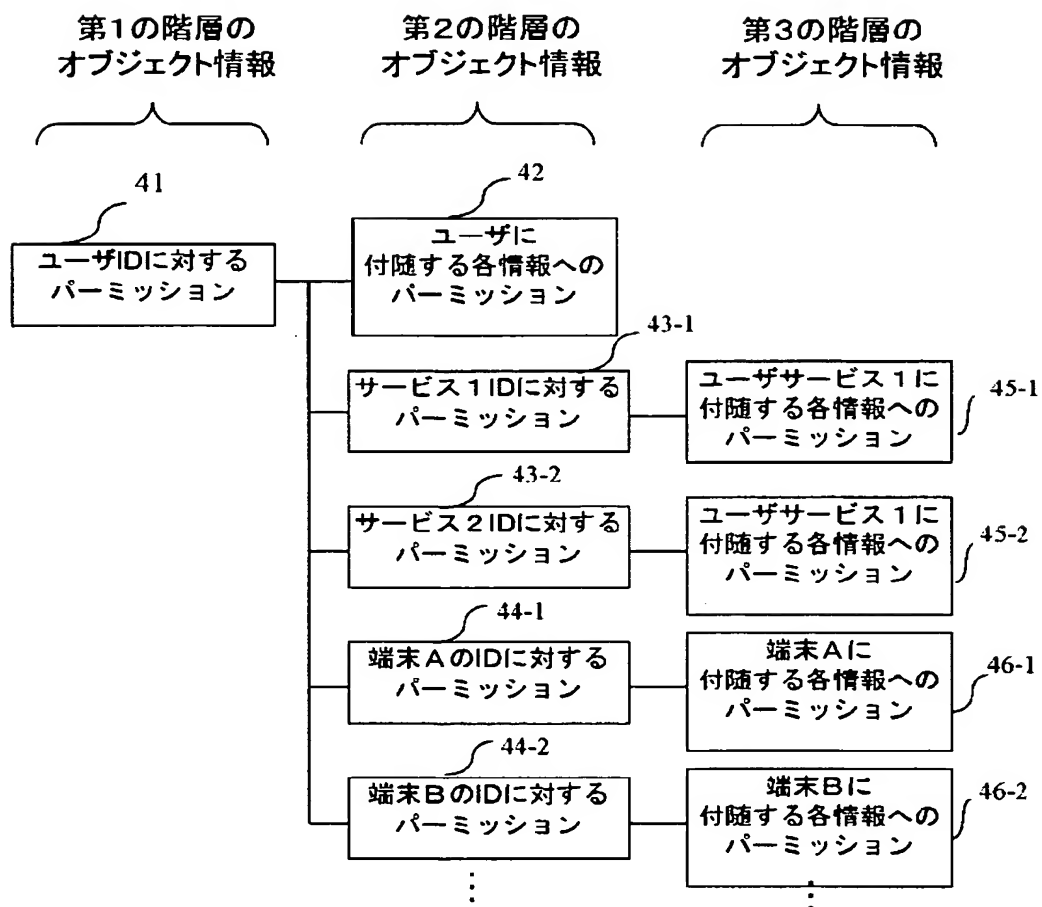 第1の階層の
オブジェクト情報
第2の階層の
オブジェクト情報
第3の階層の
オブジェクト情報
41
ユーザIDに対する
パーミッション
42
ユーザに
付随する各情報への
パーミッション
43-1
サービス1IDに対する
パーミッション
ユーザサービス1に
付随する各情報への
パーミッション
45-1
43-2
サービス2IDに対する
パーミッション
ユーザサービス1に
付随する各情報への
パーミッション
45-2
44-1
端末AのIDに対する
パーミッション
端末Aに
付随する各情報への
パーミッション
46-1
44-2
端末BのIDに対する
パーミッション
端末Bに
付随する各情報への
パーミッション
46-2